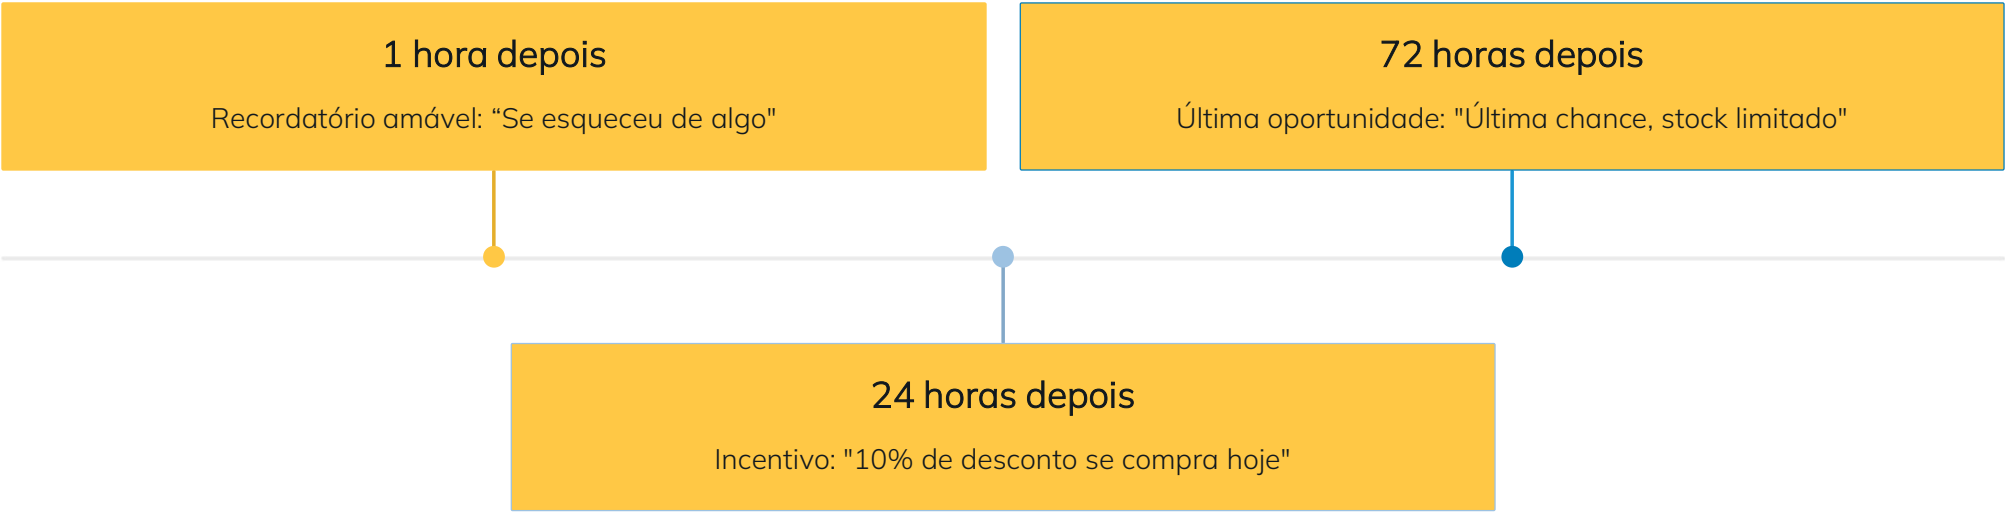 1 hora depois
Recordatório amável: “Se esqueceu de algo"
72 horas depois
Última oportunidade: "Última chance, stock limitado"
24 horas depois
Incentivo: "10% de desconto se compra hoje"